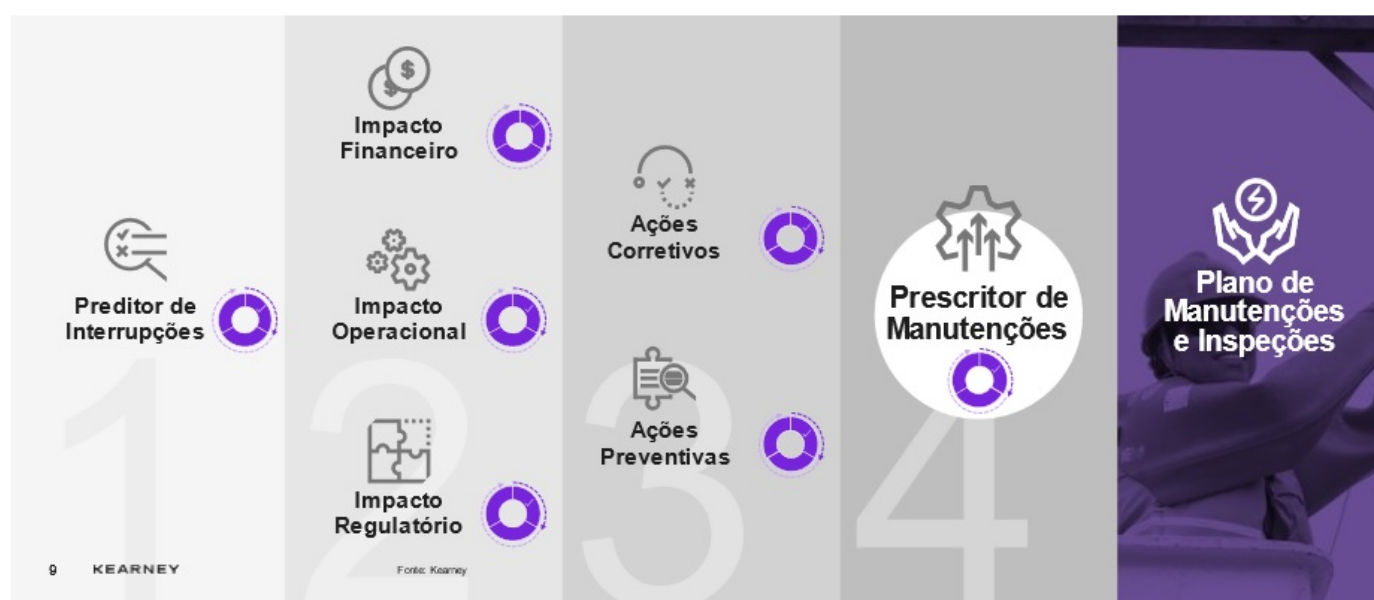 1
Preditor de
Interrupções
2
Impacto
Financeiro
Impacto
Operacional
Impacto
Regulatório
3
Ações
Corretivos
Ações
Preventivas
4
Prescritor de
Manutenções
Plano de
Manutenções
e Inspeções
9 KEARNEY
Fonte: Kearney